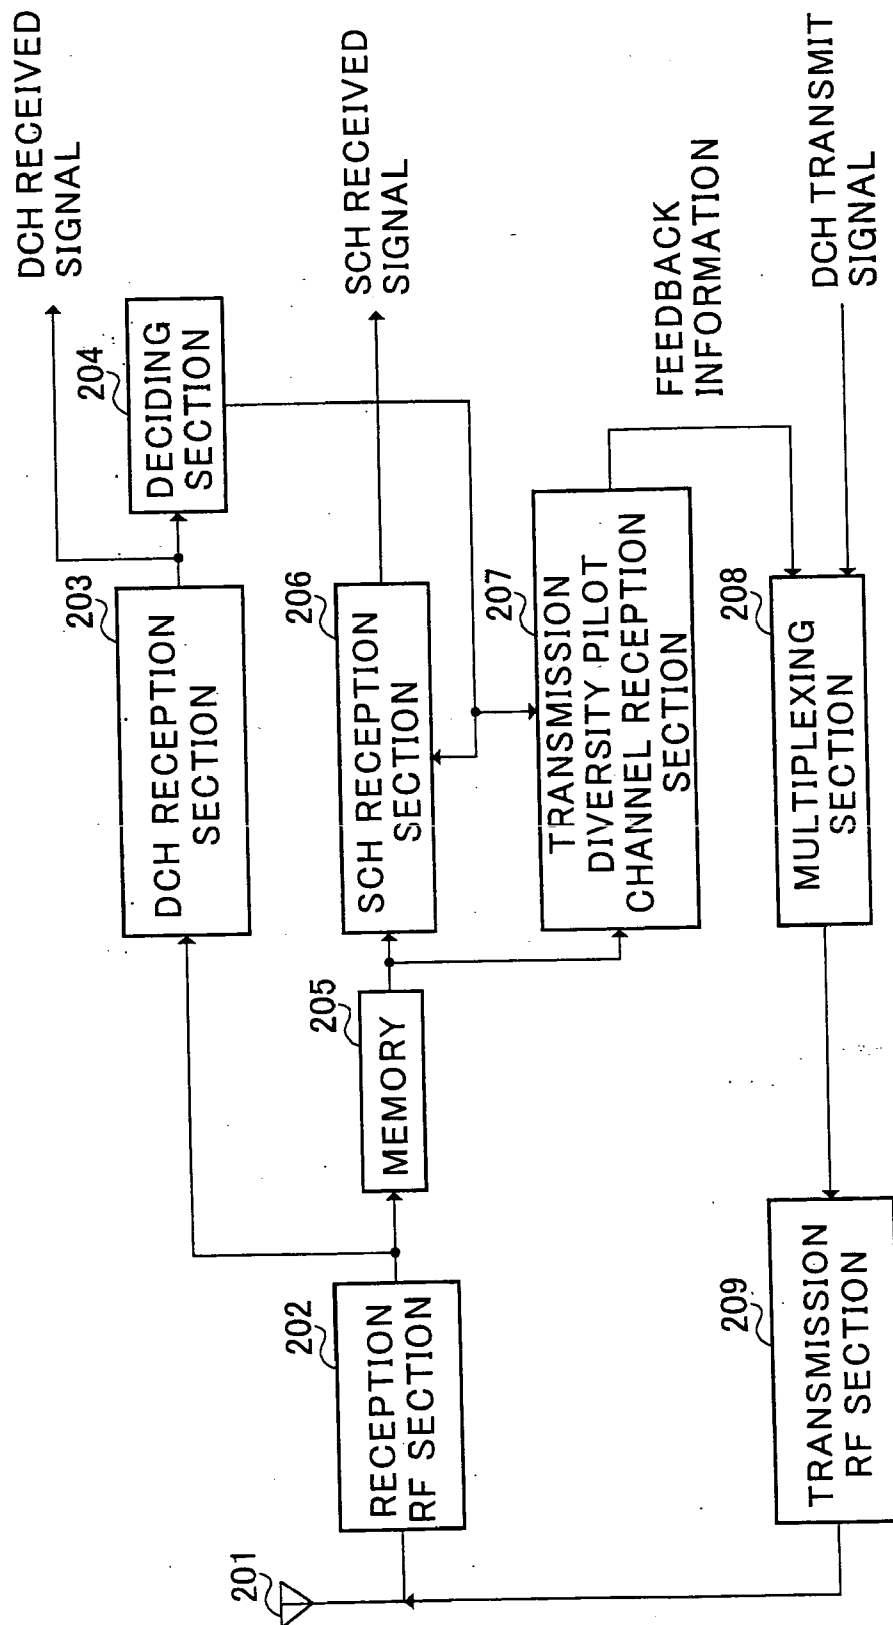 201
202
RECEPTION
RF SECTION
203
DCH RECEPTION
SECTION
204
DECIDING
SECTION
DCH RECEIVED
SIGNAL
205
MEMORY
206
SCH RECEPTION
SECTION
SCH RECEIVED
SIGNAL
207
TRANSMISSION
DIVERSITY PILOT
CHANNEL RECEPTION
SECTION
FEEDBACK
INFORMATION
209
TRANSMISSION
RF SECTION
208
MULTIPLEXING
SECTION
DCH TRANSMIT
SIGNAL